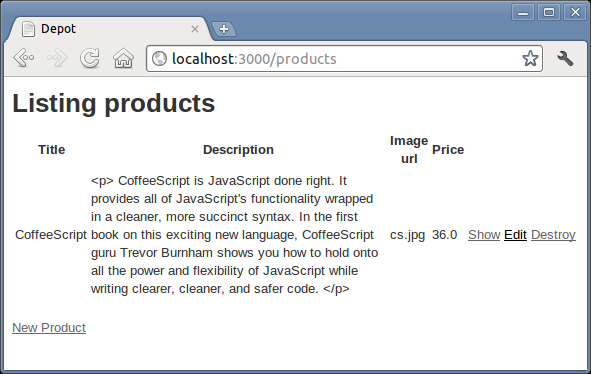 Depot
localhost:3000/products
Listing products
Title Description Image url Price
<p> CoffeeScript is JavaScript done right. It
provides all of JavaScript's functionality wrapped
in a cleaner, more succinct syntax. In the first
CoffeeScript book on this exciting new language, CoffeeScript cs.jpg 36.0 Show Edit Destroy
guru Trevor Burnham shows you how to hold onto
all the power and flexibility of JavaScript while
writing clearer, cleaner, and safer code. </p>
New Product